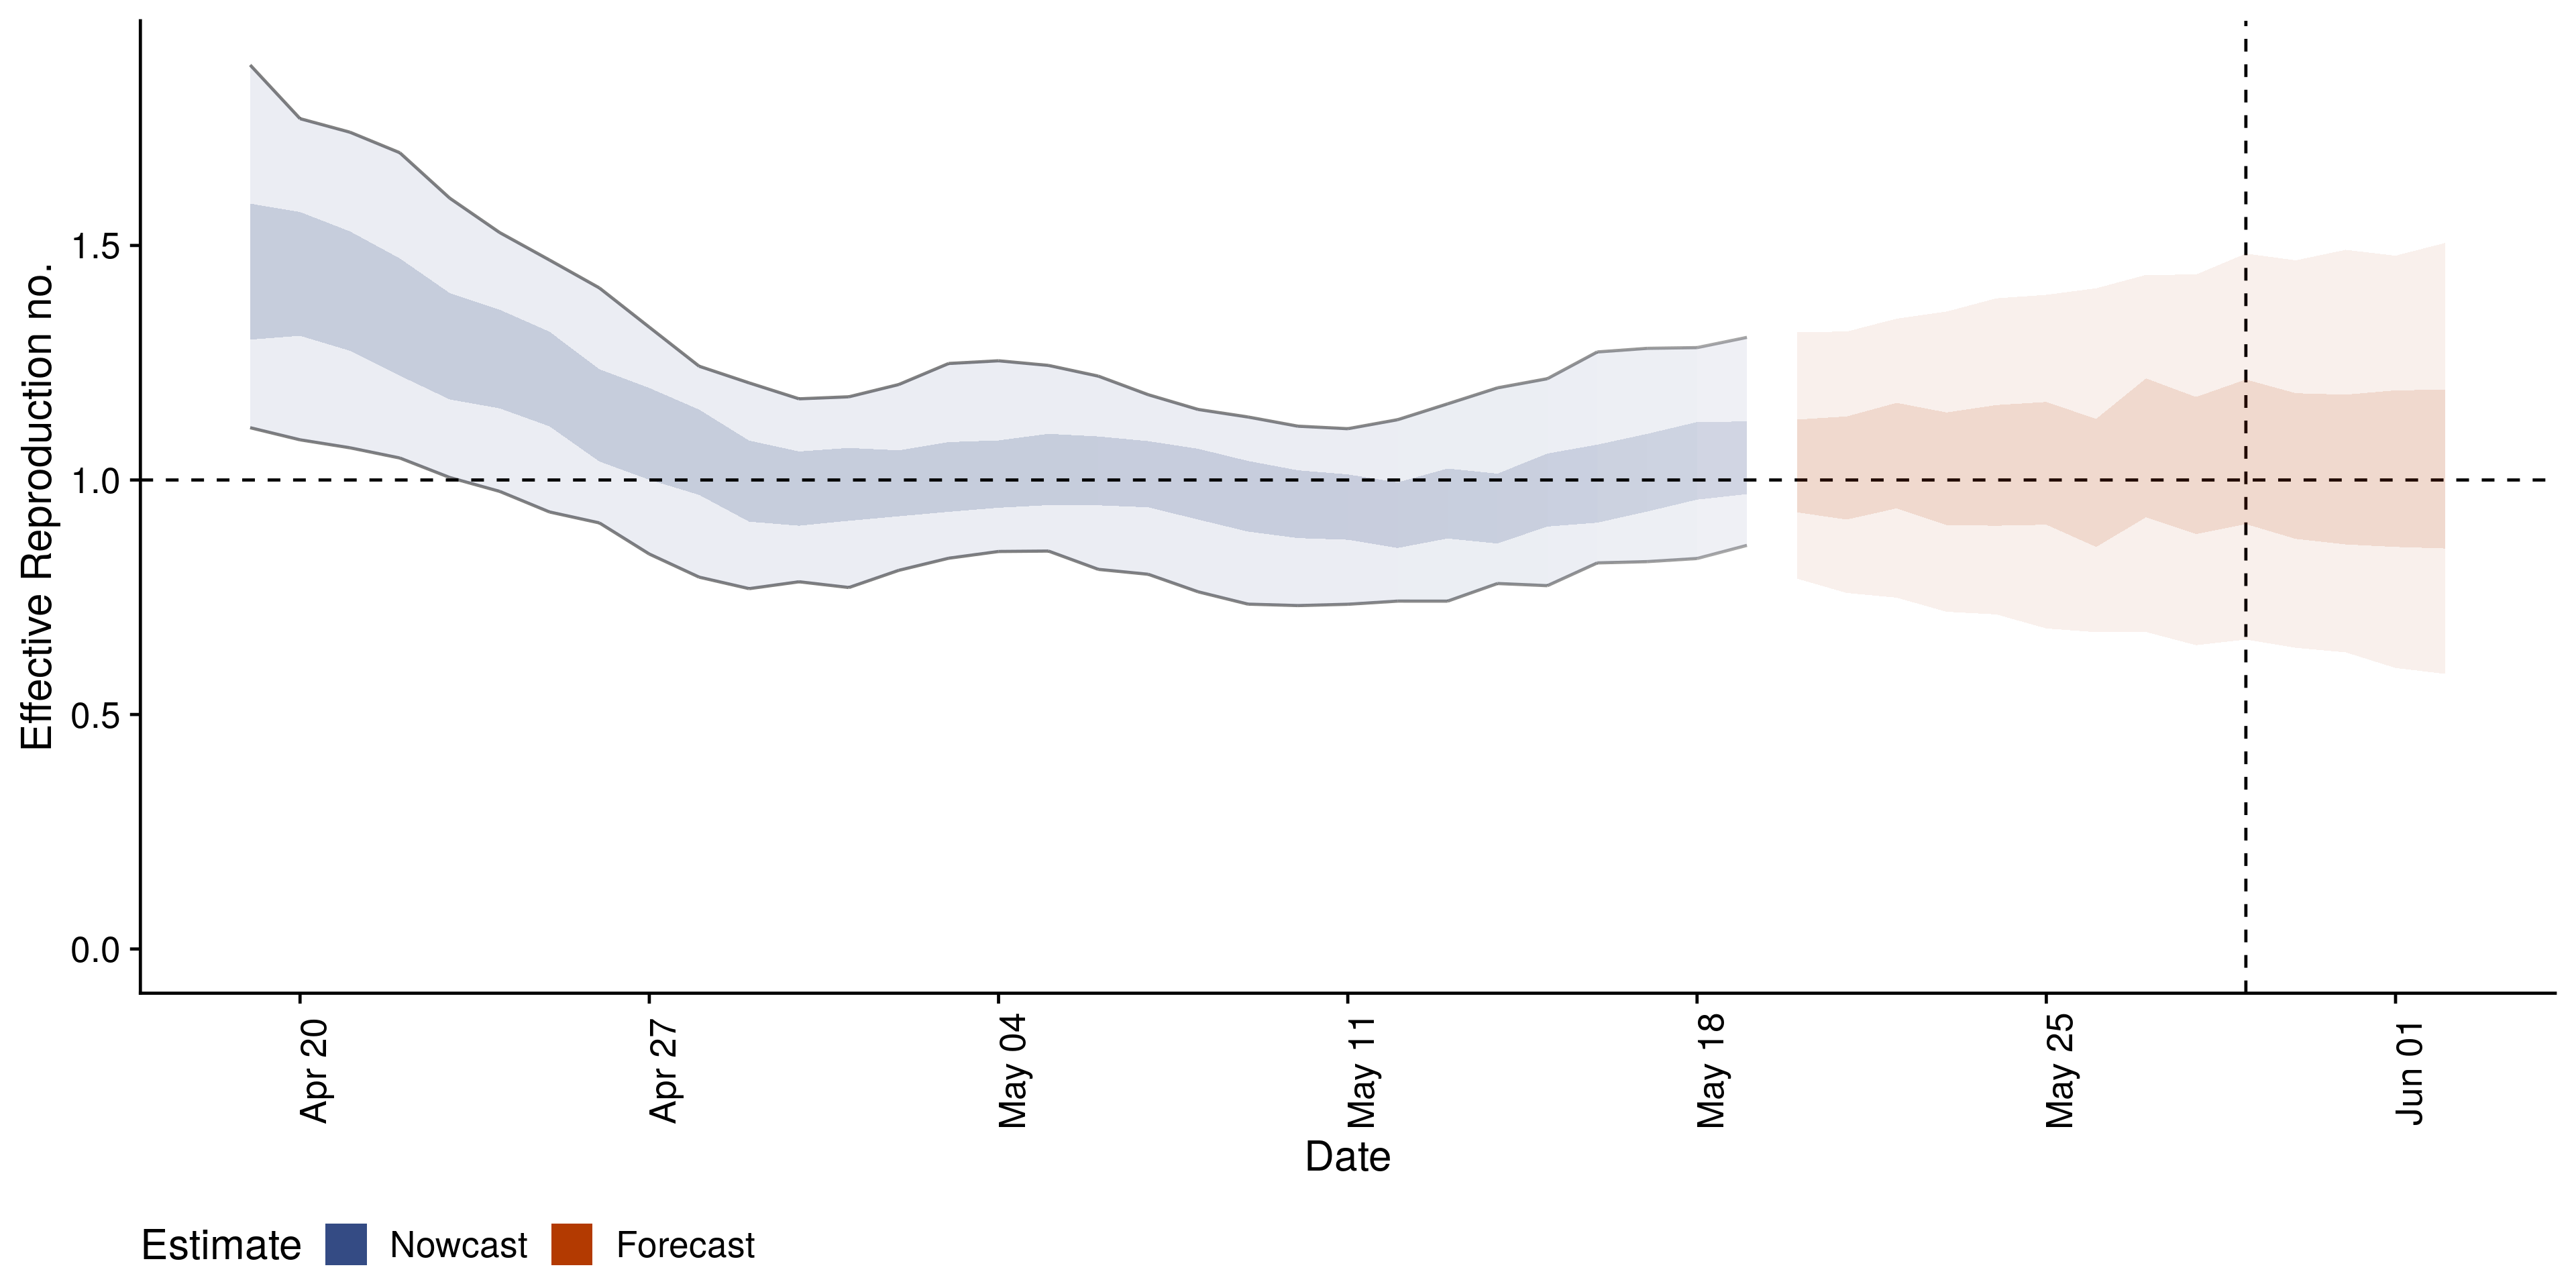 Effective Reproduction no.
1.5
1.0
0.5
0.0
Apr 20
Apr 27
May 04
May 11
May 18
May 25
Jun 01
Date
Estimate Nowcast Forecast